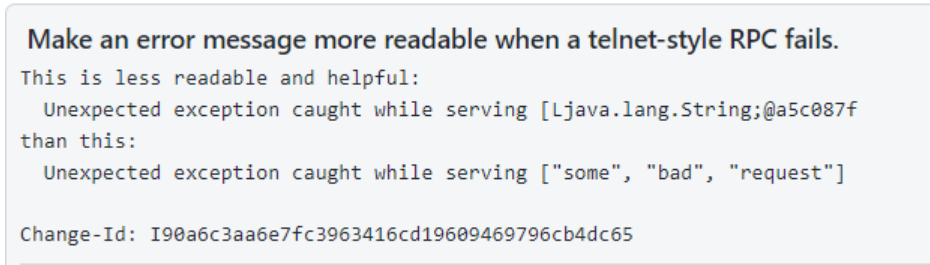 Make an error message more readable when a telnet-style RPC fails.
This is less readable and helpful:
  Unexpected exception caught while serving [Ljava.lang.String;@a5c087f
than this:
  Unexpected exception caught while serving ["some", "bad", "request"]

Change-Id: I90a6c3aa6e7fc3963416cd19609469796cb4dc65